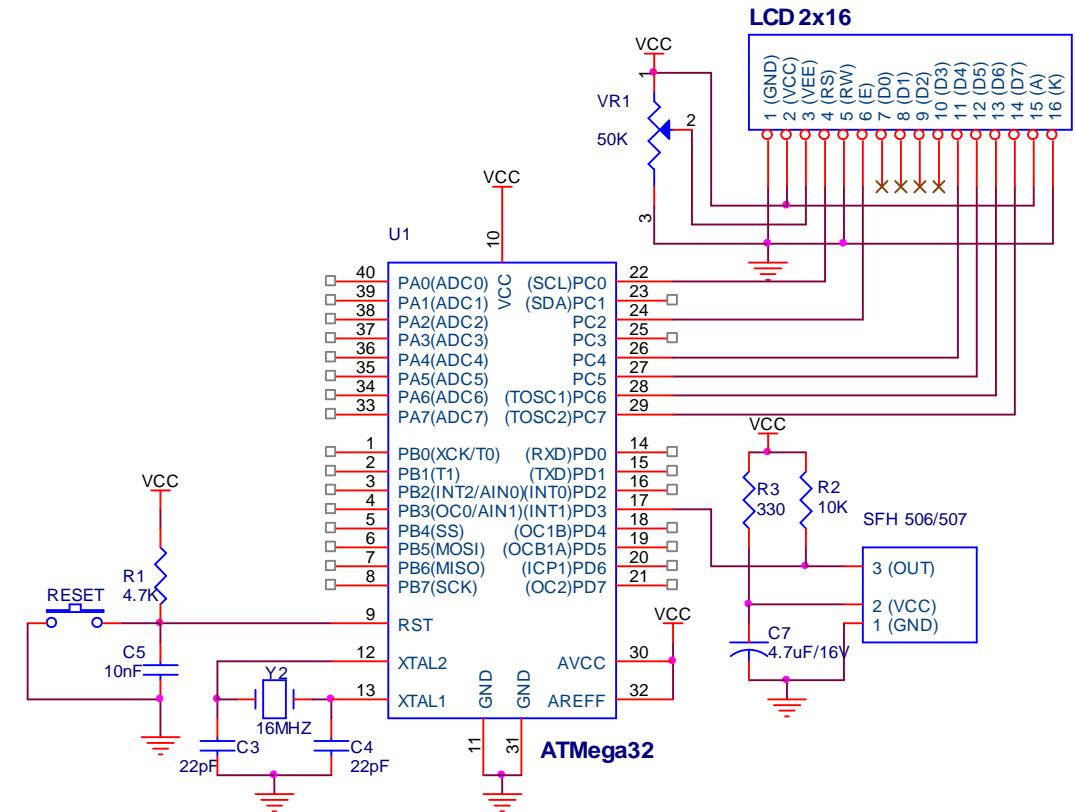 LCD 2x16
VCC
1
VR1
50K
2
3
1 (GND)
2 (VCC)
3 (VEE)
4 (RS)
5 (RW)
6 (E)
7 (D0)
8 (D1)
9 (D2)
10 (D3)
11 (D4)
12 (D5)
13 (D6)
14 (D7)
15 (A)
16 (K)
VCC
10
U1
VCC
40 PA0(ADC0) (SCL)PC0 22
39 PA1(ADC1) (SDA)PC1 23
38 PA2(ADC2) PC2 24
37 PA3(ADC3) PC3 25
36 PA4(ADC4) PC4 26
35 PA5(ADC5) PC5 27
34 PA6(ADC6) (TOSC1)PC6 28
33 PA7(ADC7) (TOSC2)PC7 29
1 PB0(XCK/T0) (RXD)PD0 14
2 PB1(T1) (TXD)PD1 15
3 PB2(INT2/AIN0)(INT0)PD2 16
4 PB3(OC0/AIN1)(INT1)PD3 17
5 PB4(SS) (OC1B)PD4 18
6 PB5(MOSI) (OCB1A)PD5 19
7 PB6(MISO) (ICP1)PD6 20
8 PB7(SCK) (OC2)PD7 21
9 RST
12 XTAL2 AVCC 30
13 XTAL1 AREFF 32
GND GND
11 31
ATMega32
VCC
R1
4.7K
RESET
C5
10nF
Y2
16MHZ
C3
22pF
C4
22pF
VCC
VCC
R3
330
R2
10K
SFH 506/507
3 (OUT)
2 (VCC)
1 (GND)
C7
4.7uF/16V